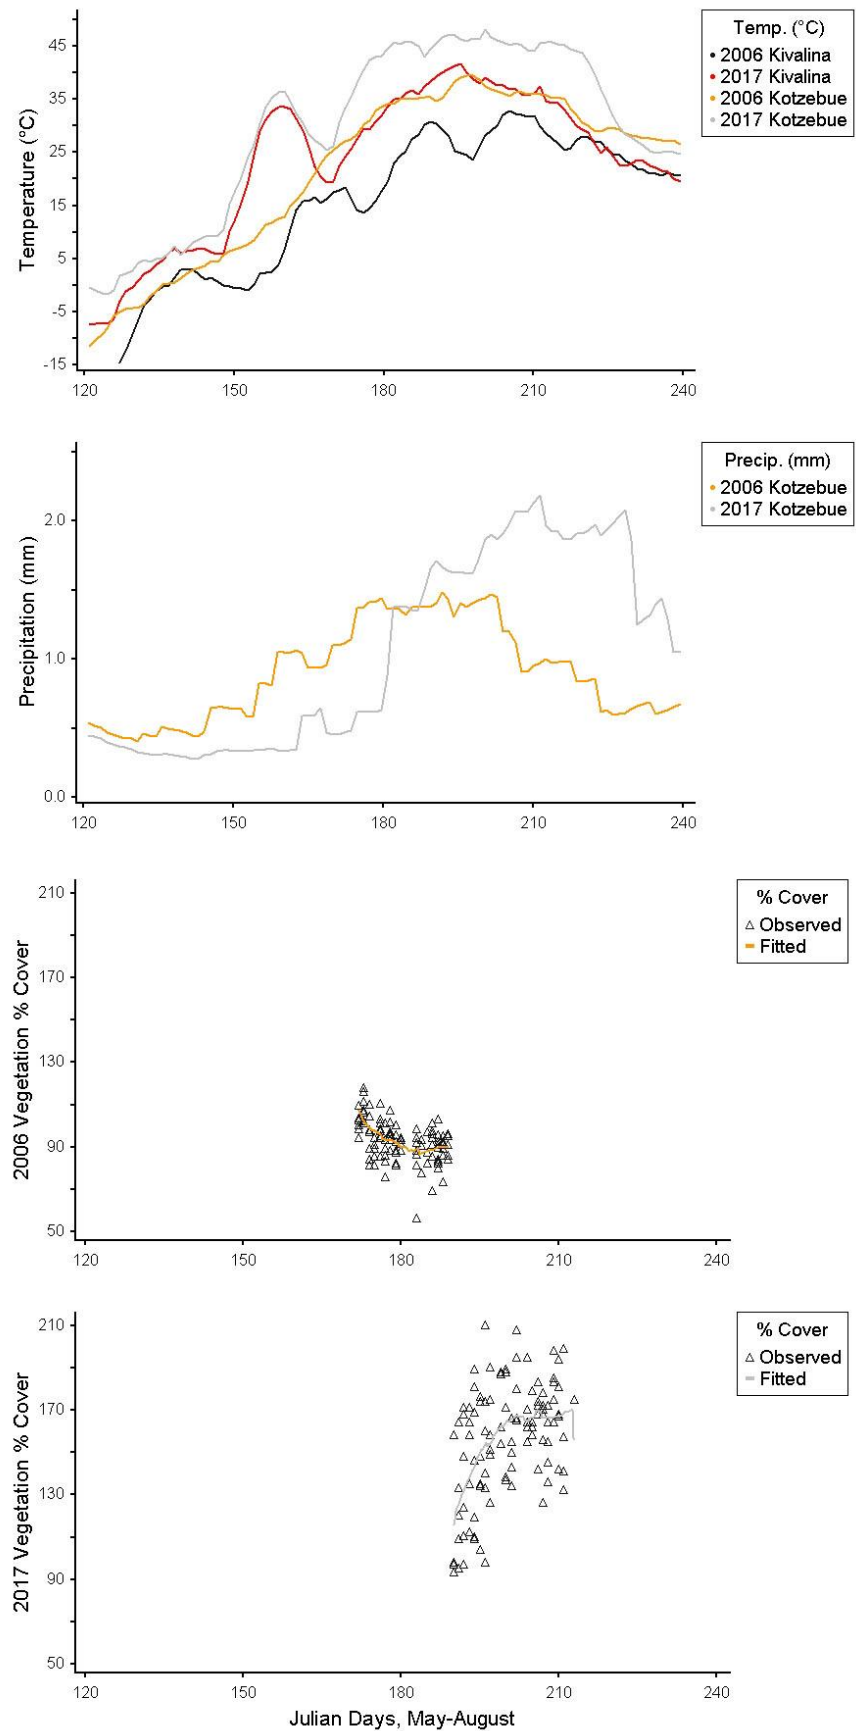 Temp. (°C)
2006 Kivalina
2017 Kivalina
2006 Kotzebue
2017 Kotzebue
Temperature (°C)
45
35
25
15
5
-5
-15
120 150 180 210 240
Precip. (mm)
2006 Kotzebue
2017 Kotzebue
Precipitation (mm)
2.0
1.0
0.0
120 150 180 210 240
% Cover
Observed
Fitted
2006 Vegetation % Cover
210
170
130
90
50
120 150 180 210 240
% Cover
Observed
Fitted
2017 Vegetation % Cover
210
170
130
90
50
120 150 180 210 240
Julian Days, May-August